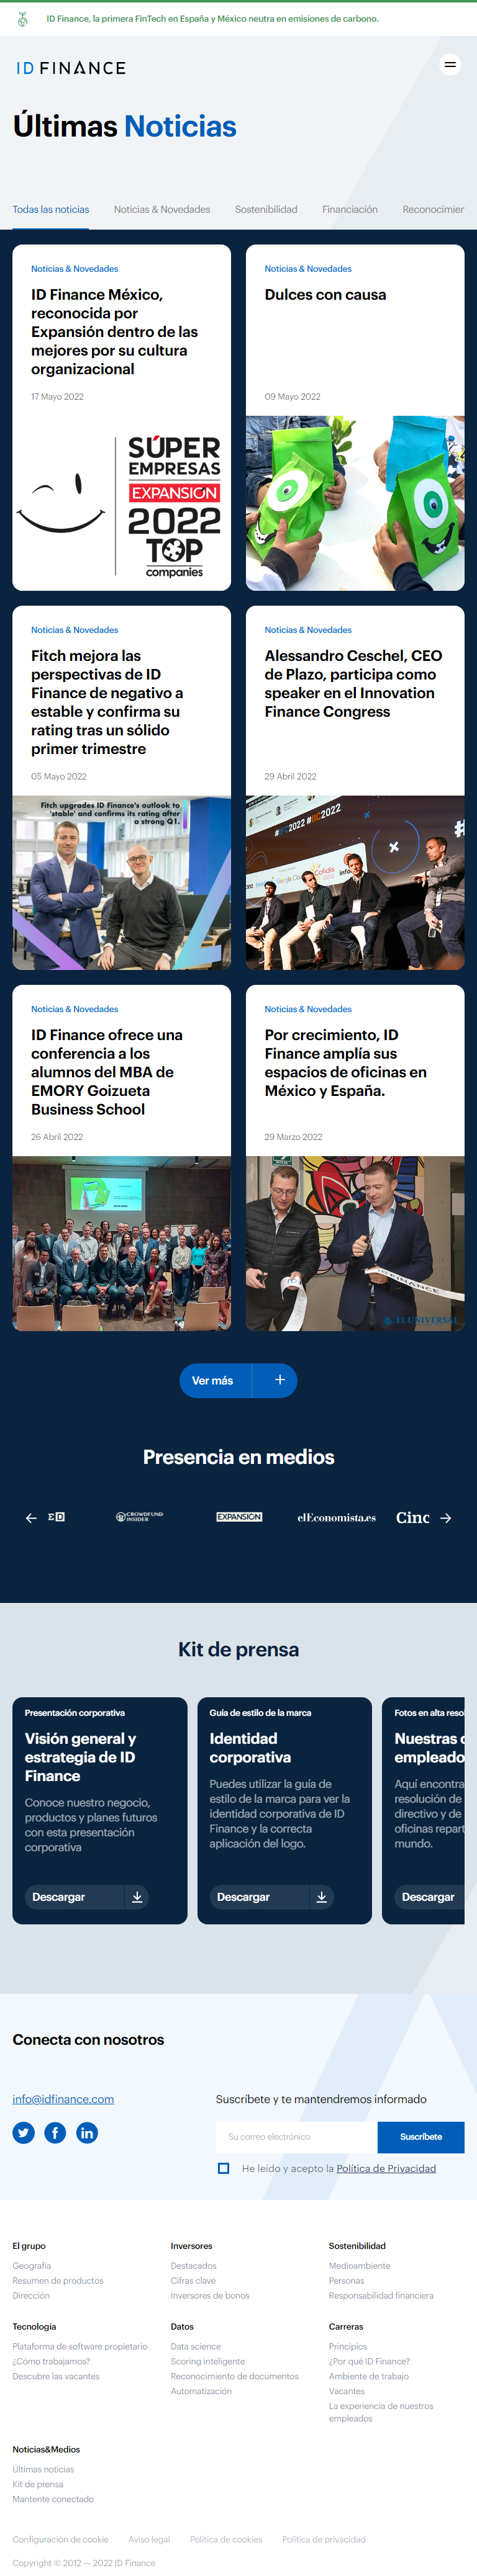 ID Finance, la primera FinTech en España y México neutra en emisiones de carbono.
ID FINANCE
Últimas Noticias
Todas las noticias
Noticias & Novedades
Sostenibilidad
Financiación
Reconocimien
Noticias & Novedades
ID Finance México,
reconocida por
Expansión dentro de las
mejores por su cultura
organizacional
17 Mayo 2022
SÚPER
EMPRESAS
EXPANSIÓN
2022
TOP
companies
Noticias & Novedades
Dulces con causa
09 Mayo 2022
Noticias & Novedades
Fitch mejora las
perspectivas de ID
Finance de negativo a
estable y confirma su
rating tras un sólido
primer trimestre
05 Mayo 2022
Fitch upgrades ID Finance's outlook to
'stable' and confirms its rating after
a strong Q1.
Noticias & Novedades
Alessandro Ceschel, CEO
de Plazo, participa como
speaker en el Innovation
Finance Congress
29 Abril 2022
#IFC2022 #IIC2022
Cofidis
Noticias & Novedades
ID Finance ofrece una
conferencia a los
alumnos del MBA de
EMORY Goizueta
Business School
26 Abril 2022
Noticias & Novedades
Por crecimiento, ID
Finance amplía sus
espacios de oficinas en
México y España.
29 Marzo 2022
FINANCE
EL UNIVERSAL
Ver más
Presencia en medios
ED
CROWDFUND
INSIDER
EXPANSIÓN
elEconomista.es
Cinc
Kit de prensa
Presentación corporativa
Visión general y
estrategia de ID
Finance
Conoce nuestro negocio,
productos y planes futuros
con esta presentación
corporativa
Descargar
Guía de estilo de la marca
Identidad
corporativa
Puedes utilizar la guía de
estilo de la marca para ver la
identidad corporativa de ID
Finance y la correcta
aplicación del logo.
Descargar
Fotos en alta resol
Nuestras o
empleado
Aquí encontra
resolución de
directivo y de
oficinas repart
mundo.
Descargar
Conecta con nosotros
info@idfinance.com
Suscríbete y te mantendremos informado
Su correo electrónico
Suscríbete
He leído y acepto la Política de Privacidad
El grupo
Geografía
Resumen de productos
Dirección
Inversores
Destacados
Cifras clave
Inversores de bonos
Sostenibilidad
Medioambiente
Personas
Responsabilidad financiera
Tecnología
Plataforma de software propietario
¿Cómo trabajamos?
Descubre las vacantes
Datos
Data science
Scoring inteligente
Reconocimiento de documentos
Automatización
Carreras
Principios
¿Por qué ID Finance?
Ambiente de trabajo
Vacantes
La experiencia de nuestros
empleados
Noticias&Medios
Últimas noticias
Kit de prensa
Mantente conectado
Configuración de cookie
Aviso legal
Política de cookies
Política de privacidad
Copyright © 2012 — 2022 ID Finance